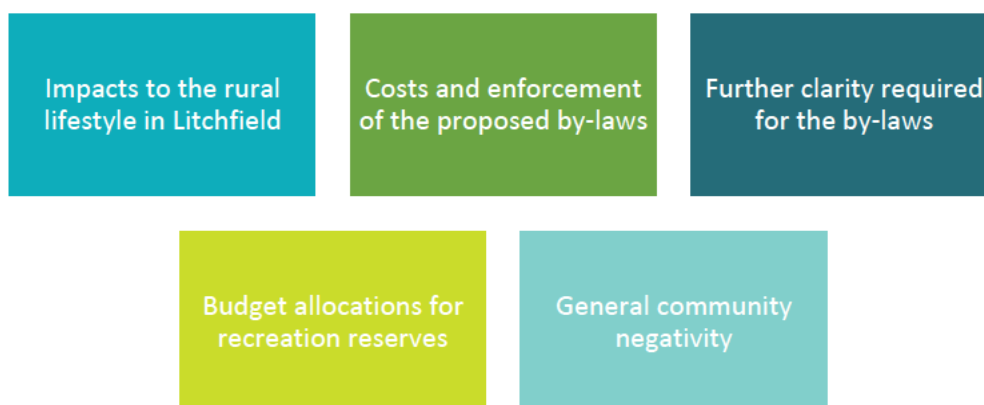 Impacts to the rural
lifestyle in Litchfield
Costs and enforcement
of the proposed by-laws
Further clarity required
for the by-laws
Budget allocations for
recreation reserves
General community
negativity